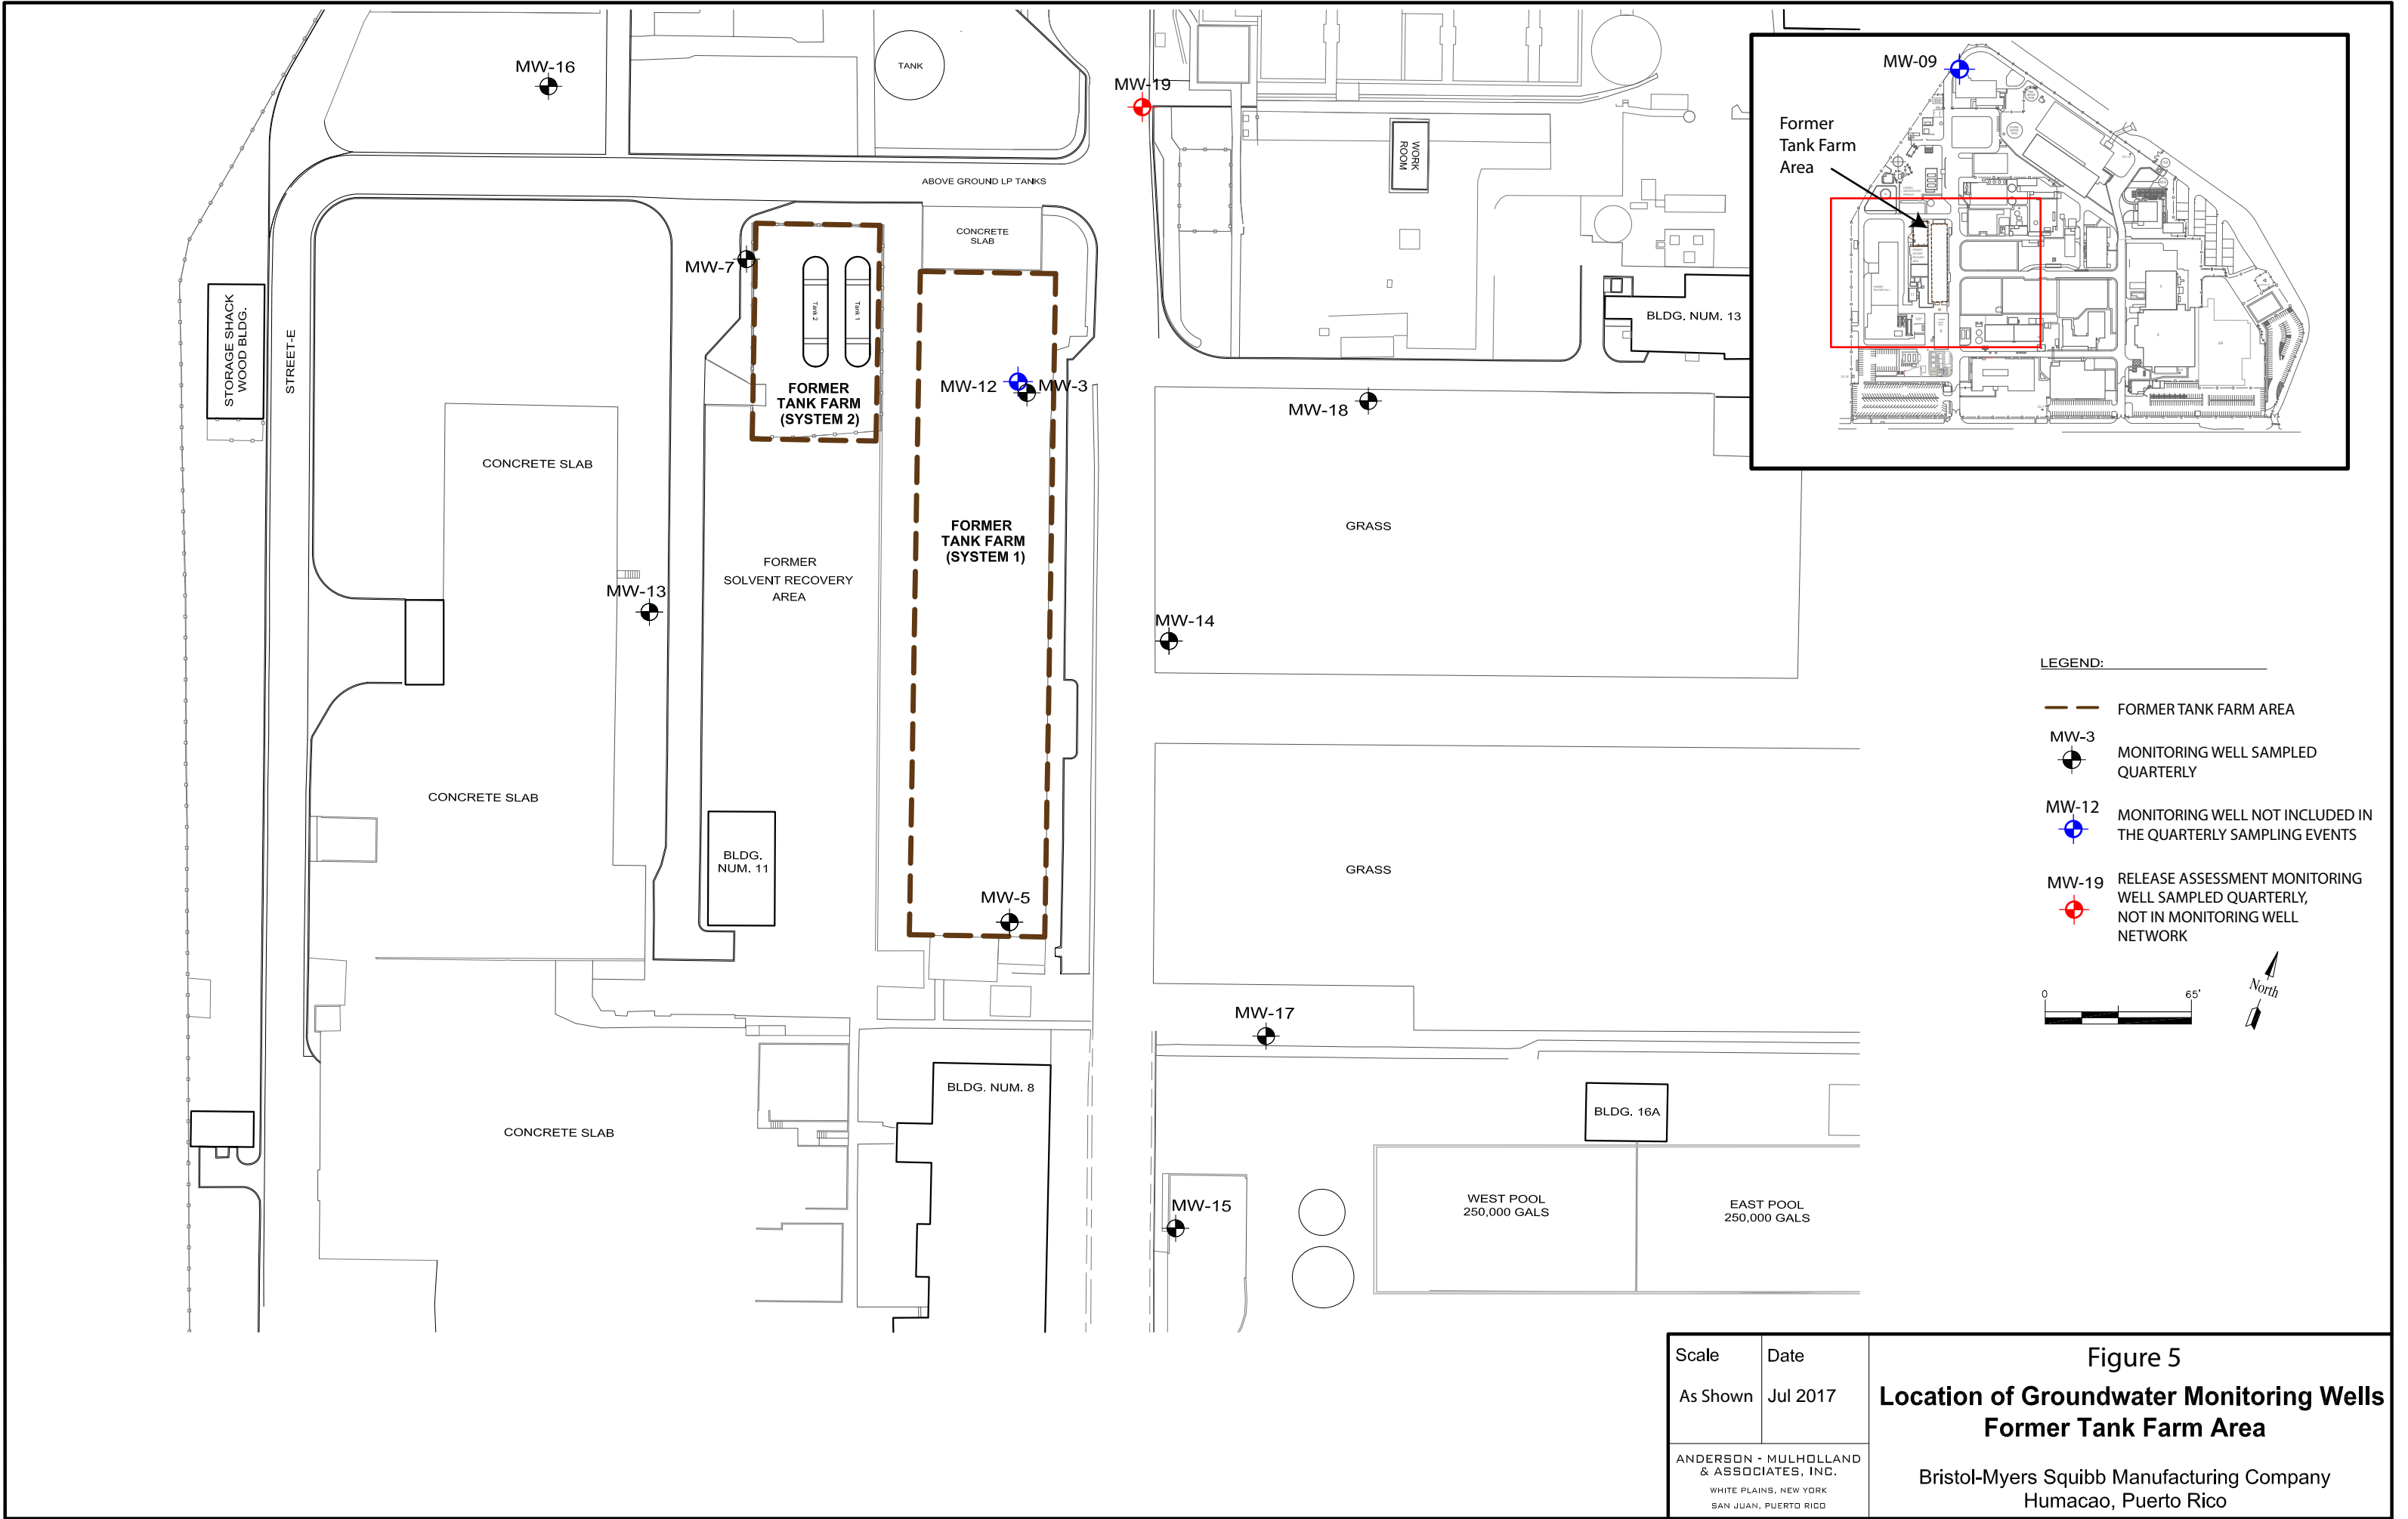 MW-16
TANK
MW-19
WORK
ROOM
ABOVE GROUND LP TANKS
CONCRETE
SLAB
MW-7
Tank 2
Tank 1
STORAGE SHACK
WOOD BLDG.
STREET-E
FORMER
TANK FARM
(SYSTEM 2)
MW-12
MW-3
MW-18
BLDG. NUM. 13
CONCRETE SLAB
FORMER
TANK FARM
(SYSTEM 1)
GRASS
FORMER
SOLVENT RECOVERY
AREA
MW-13
MW-14
CONCRETE SLAB
BLDG.
NUM. 11
GRASS
MW-5
MW-17
BLDG. NUM. 8
BLDG. 16A
CONCRETE SLAB
MW-15
WEST POOL
250,000 GALS
EAST POOL
250,000 GALS
MW-09
Former
Tank Farm
Area
LEGEND:
FORMER TANK FARM AREA
MW-3
MONITORING WELL SAMPLED
QUARTERLY
MW-12
MONITORING WELL NOT INCLUDED IN
THE QUARTERLY SAMPLING EVENTS
MW-19
RELEASE ASSESSMENT MONITORING
WELL SAMPLED QUARTERLY,
NOT IN MONITORING WELL
NETWORK
0 65'
North
Scale
As Shown
Date
Jul 2017
ANDERSON - MULHOLLAND
& ASSOCIATES, INC.
WHITE PLAINS, NEW YORK
SAN JUAN, PUERTO RICO
Figure 5
Location of Groundwater Monitoring Wells
Former Tank Farm Area
Bristol-Myers Squibb Manufacturing Company
Humacao, Puerto Rico